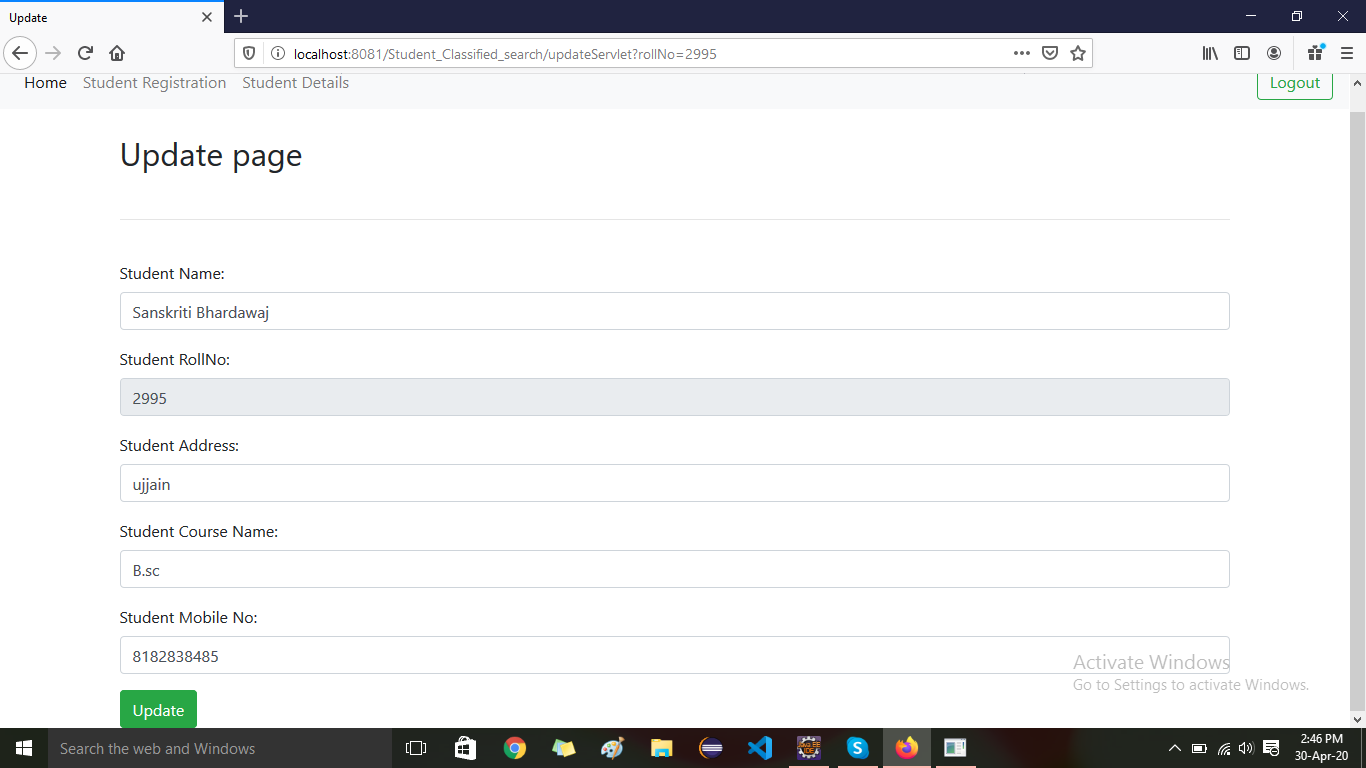 Update
localhost:8081/Student_Classified_search/updateServlet?rollNo=2995
Home Student Registration Student Details Logout
Update page
Student Name:
Sanskriti Bhardawaj
Student RollNo:
2995
Student Address:
ujjain
Student Course Name:
B.sc
Student Mobile No:
8182838485
Activate Windows
Go to Settings to activate Windows.
Update
Search the web and Windows
2:46 PM
30-Apr-20